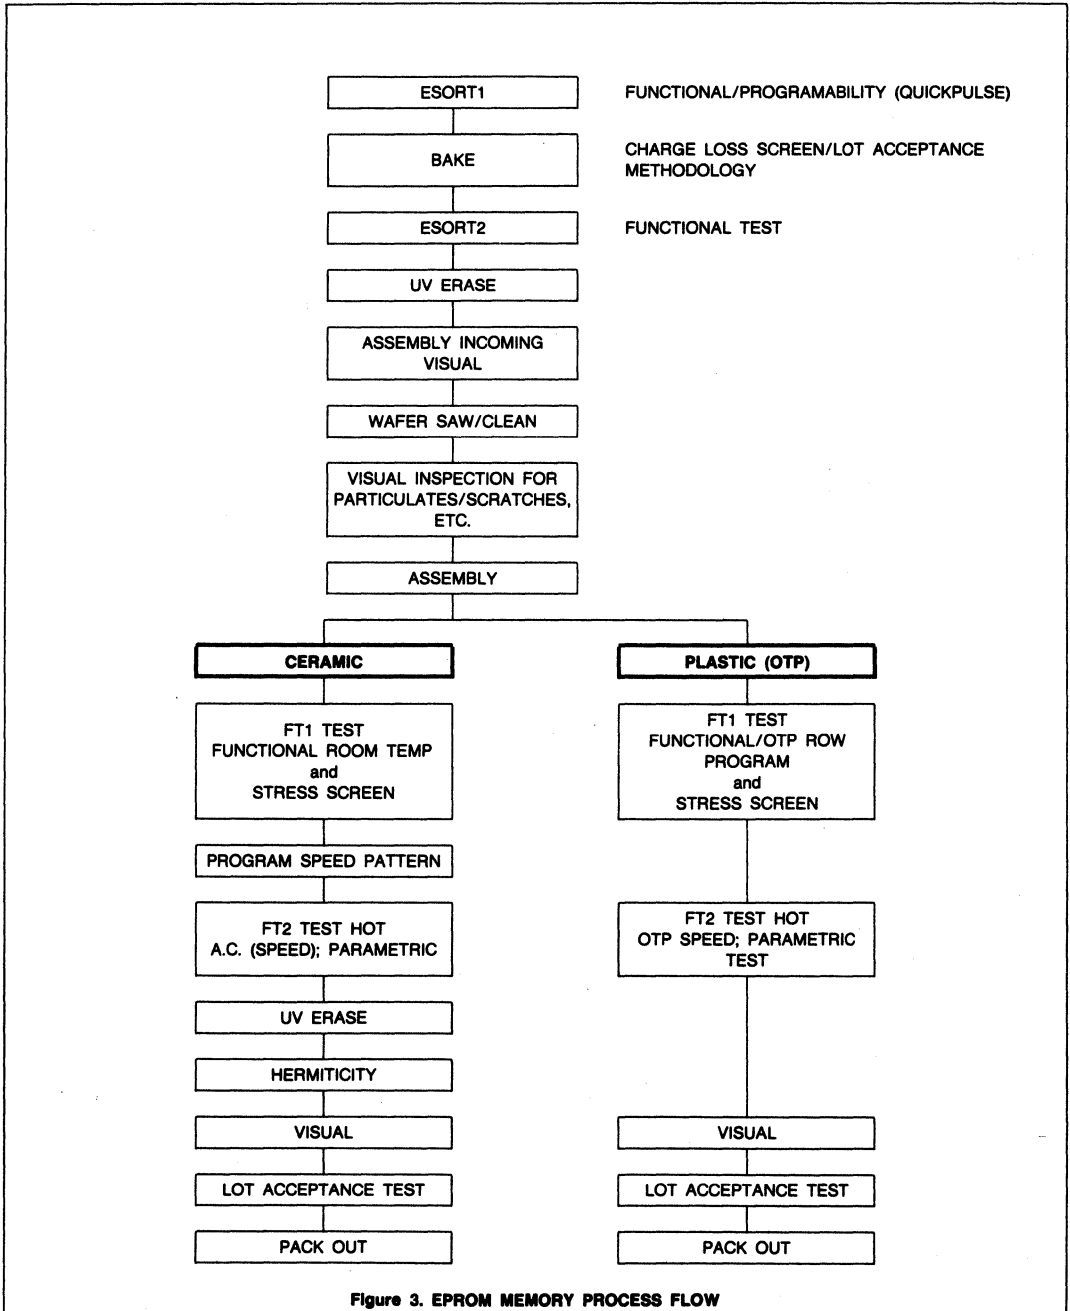 ESORT1
FUNCTIONAL/PROGRAMABILITY (QUICKPULSE)
BAKE
CHARGE LOSS SCREEN/LOT ACCEPTANCE
METHODOLOGY
ESORT2
FUNCTIONAL TEST
UV ERASE
ASSEMBLY INCOMING
VISUAL
WAFER SAW/CLEAN
VISUAL INSPECTION FOR
PARTICULATES/SCRATCHES,
ETC.
ASSEMBLY
CERAMIC
FT1 TEST
FUNCTIONAL ROOM TEMP
and
STRESS SCREEN
PROGRAM SPEED PATTERN
FT2 TEST HOT
A.C. (SPEED); PARAMETRIC
UV ERASE
HERMITICITY
VISUAL
LOT ACCEPTANCE TEST
PACK OUT
PLASTIC (OTP)
FT1 TEST
FUNCTIONAL/OTP ROW
PROGRAM
and
STRESS SCREEN
FT2 TEST HOT
OTP SPEED; PARAMETRIC
TEST
VISUAL
LOT ACCEPTANCE TEST
PACK OUT
Figure 3. EPROM MEMORY PROCESS FLOW